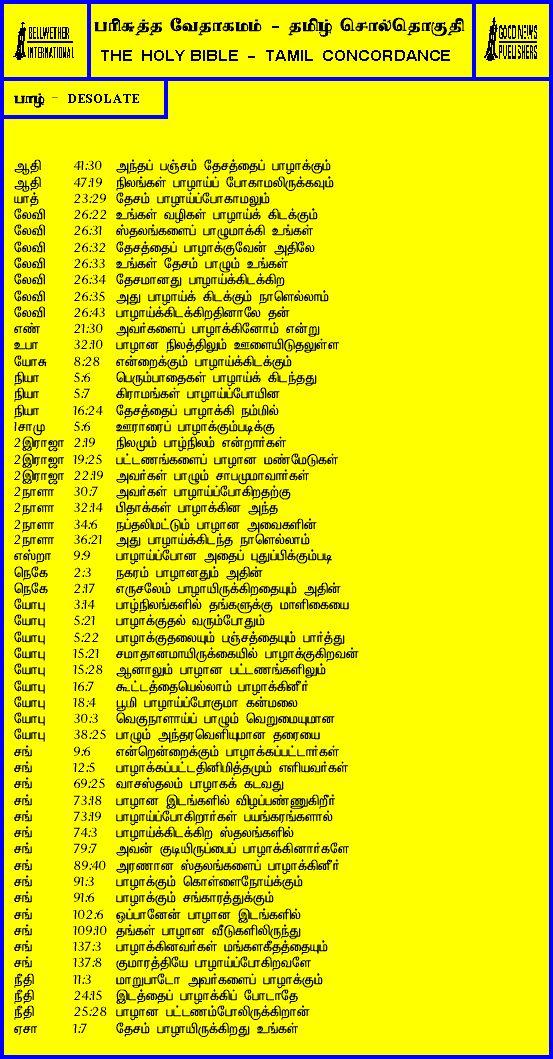 BELLWETHER
INTERNATIONAL
பரிசுத்த வேதாகமம் - தமிழ் சொல்தொகுதி
THE HOLY BIBLE - TAMIL CONCORDANCE
GOOD NEWS
PUBLISHERS
பாழ் - DESOLATE
ஆதி 41:30 அந்தப் பஞ்சம் தேசத்தைப் பாழாக்கும்
ஆதி 47:19 நிலங்கள் பாழாய்ப் போகாமலிருக்கவும்
யாத் 23:29 தேசம் பாழாய்ப்போகாமலும்
லேவி 26:22 உங்கள் வழிகள் பாழாய்க் கிடக்கும்
லேவி 26:31 ஸ்தலங்களைப் பாழுமாக்கி உங்கள்
லேவி 26:32 தேசத்தைப் பாழாக்குவேன் அதிலே
லேவி 26:33 உங்கள் தேசம் பாழும் உங்கள்
லேவி 26:34 தேசமானது பாழாய்க்கிடக்கிற
லேவி 26:35 அது பாழாய்க் கிடக்கும் நாளெல்லாம்
லேவி 26:43 பாழாய்க்கிடக்கிறதினாலே தன்
எண் 21:30 அவர்களைப் பாழாக்கினோம் என்று
உபா 32:10 பாழான நிலத்திலும் ஊளையிடுதலுள்ள
யோசு 8:28 என்றைக்கும் பாழாய்க்கிடக்கும்
நியா 5:6 பெரும்பாதைகள் பாழாய்க் கிடந்தது
நியா 5:7 கிராமங்கள் பாழாய்ப்போயின
நியா 16:24 தேசத்தைப் பாழாக்கி நம்மில்
1சாமு 5:6 ஊராரைப் பாழாக்கும்படிக்கு
2இராஜா 2:19 நிலமும் பாழ்நிலம் என்றார்கள்
2இராஜா 19:25 பட்டணங்களைப் பாழான மண்மேடுகள்
2இராஜா 22:19 அவர்கள் பாழும் சாபமுமாவார்கள்
2நாளா 30:7 அவர்கள் பாழாய்ப்போகிறதற்கு
2நாளா 32:14 பிதாக்கள் பாழாக்கின அந்த
2நாளா 34:6 நப்தலிமட்டும் பாழான அவைகளின்
2நாளா 36:21 அது பாழாய்க்கிடந்த நாளெல்லாம்
எஸ்றா 9:9 பாழாய்ப்போன அதைப் புதுப்பிக்கும்படி
நெகே 2:3 நகரம் பாழானதும் அதின்
நெகே 2:17 எருசலேம் பாழாயிருக்கிறதையும் அதின்
யோபு 3:14 பாழ்நிலங்களில் தங்களுக்கு மாளிகையை
யோபு 5:21 பாழாக்குதல் வரும்போதும்
யோபு 5:22 பாழாக்குதலையும் பஞ்சத்தையும் பார்த்து
யோபு 15:21 சமாதானமாயிருக்கையில் பாழாக்குகிறவன்
யோபு 15:28 ஆனாலும் பாழான பட்டணங்களிலும்
யோபு 16:7 கூட்டத்தையெல்லாம் பாழாக்கினீர்
யோபு 18:4 பூமி பாழாய்ப்போகுமா கன்மலை
யோபு 30:3 வெகுநாளாய்ப் பாழும் வெறுமையுமான
யோபு 38:25 பாழும் அந்தரவெளியுமான தரையை
சங் 9:6 என்றென்றைக்கும் பாழாக்கப்பட்டார்கள்
சங் 12:5 பாழாக்கப்பட்டதினிமித்தமும் எளியவர்கள்
சங் 69:25 வாசஸ்தலம் பாழாகக் கடவது
சங் 73:18 பாழான இடங்களில் விழப்பண்ணுகிறீர்
சங் 73:19 பாழாய்ப்போகிறார்கள் பயங்கரங்களால்
சங் 74:3 பாழாய்க்கிடக்கிற ஸ்தலங்களில்
சங் 79:7 அவன் குடியிருப்பைப் பாழாக்கினார்களே
சங் 89:40 அரணான ஸ்தலங்களைப் பாழாக்கினீர்
சங் 91:3 பாழாக்கும் கொள்ளைநோய்க்கும்
சங் 91:6 பாழாக்கும் சங்காரத்துக்கும்
சங் 102:6 ஒப்பானேன் பாழான இடங்களில்
சங் 109:10 தங்கள் பாழான வீடுகளிலிருந்து
சங் 137:3 பாழாக்கினவர்கள் மங்களகீதத்தையும்
சங் 137:8 குமாரத்தியே பாழாய்ப்போகிறவளே
நீதி 11:3 மாறுபாடோ அவர்களைப் பாழாக்கும்
நீதி 24:15 இடத்தைப் பாழாக்கிப் போடாதே
நீதி 25:28 பாழான பட்டணம்போலிருக்கிறான்
ஏசா 1:7 தேசம் பாழாயிருக்கிறது உங்கள்